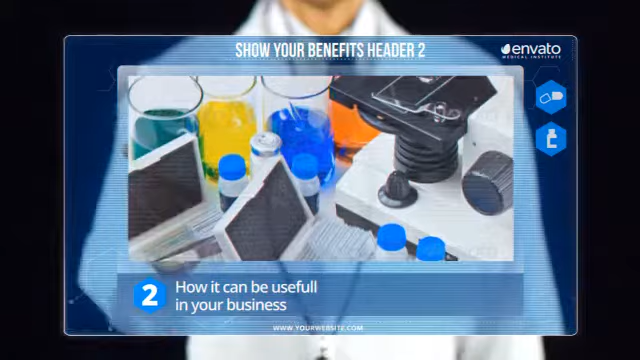 SHOW YOUR BENEFITS HEADER 2
envato
MEDICAL INSTITUTE
2
How it can be usefull
in your business
WWW.YOURWEBSITE.COM